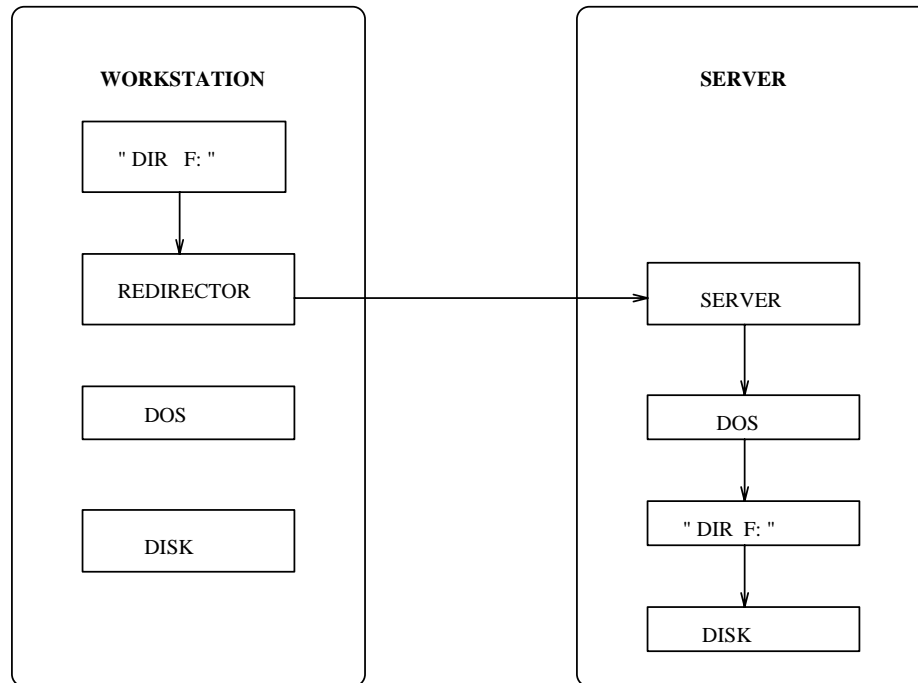 WORKSTATION
" DIR F: "
REDIRECTOR
DOS
DISK
SERVER
SERVER
DOS
" DIR F: "
DISK